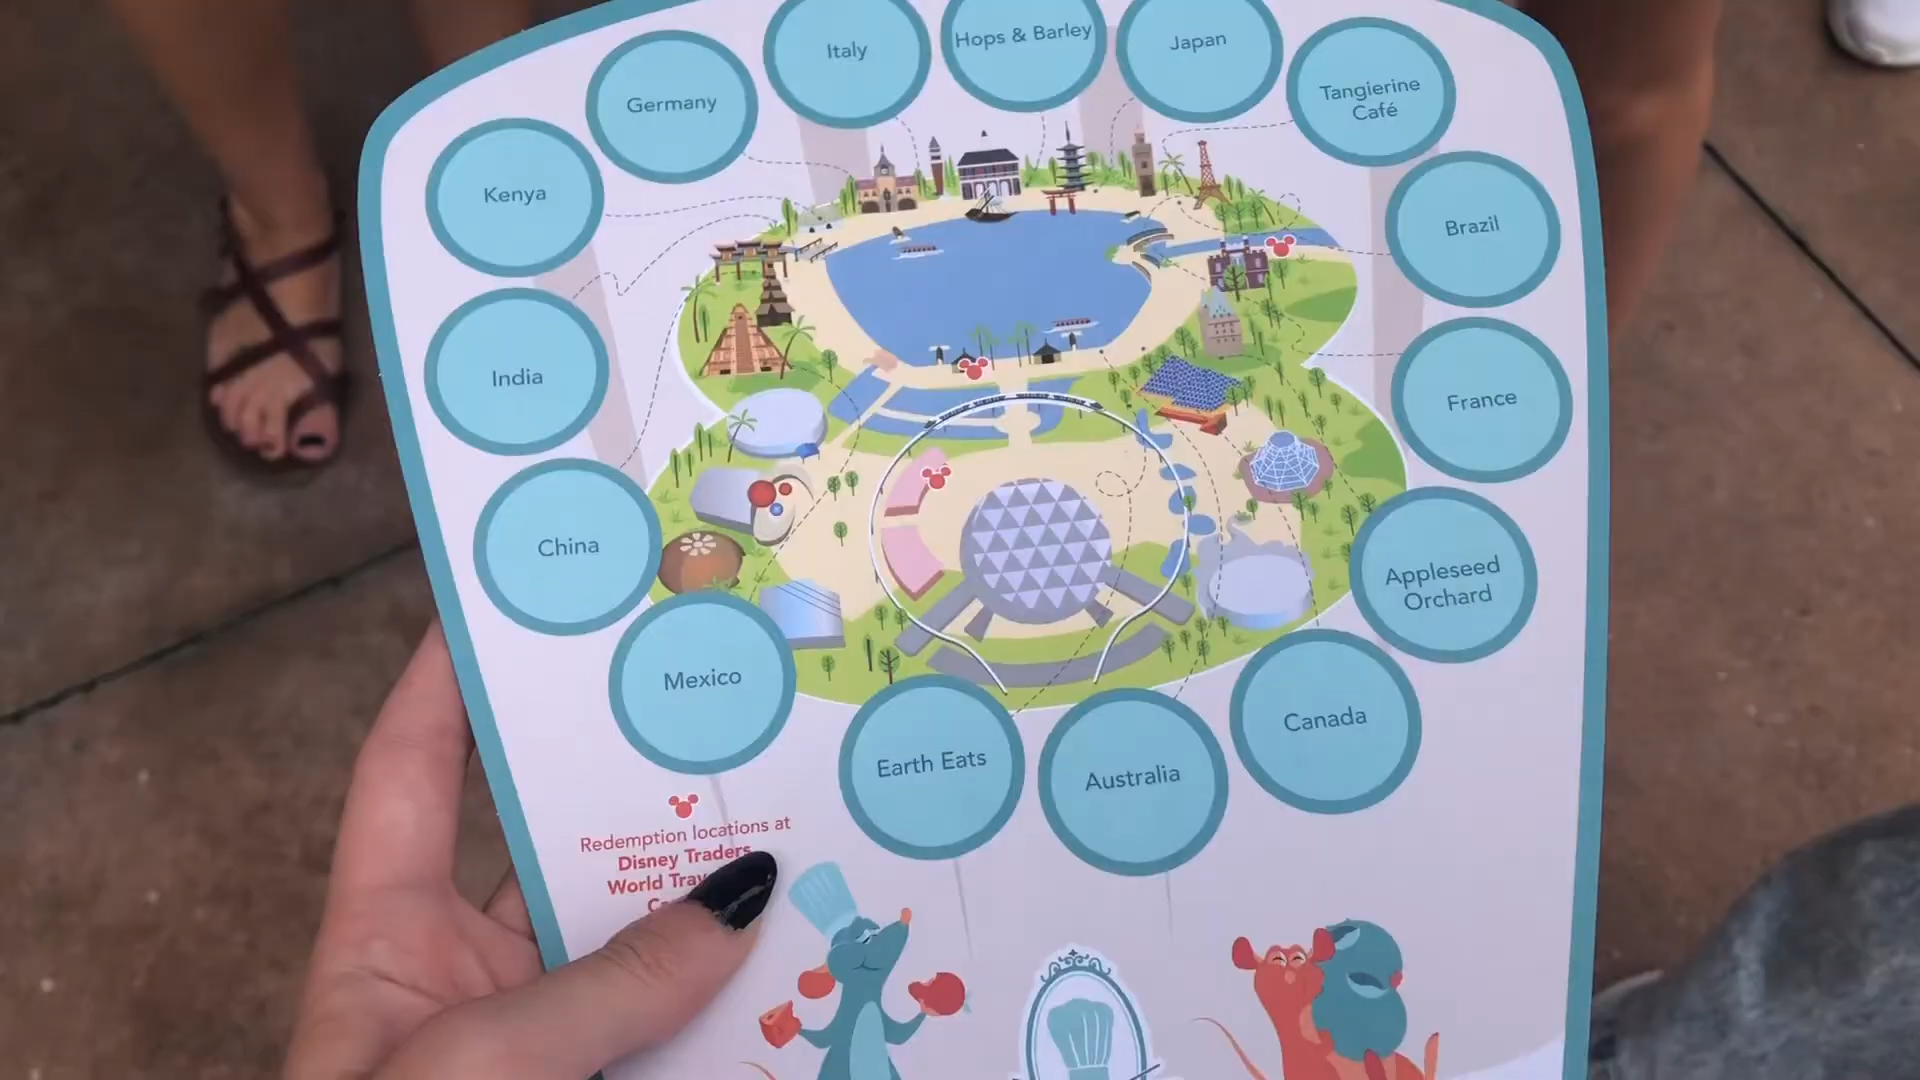 Italy
Hops & Barley
Japan
Germany
Tangierine
Café
Kenya
Brazil
India
France
China
Appleseed
Orchard
Mexico
Canada
Earth Eats
Australia
Redemption locations at
Disney Traders
World